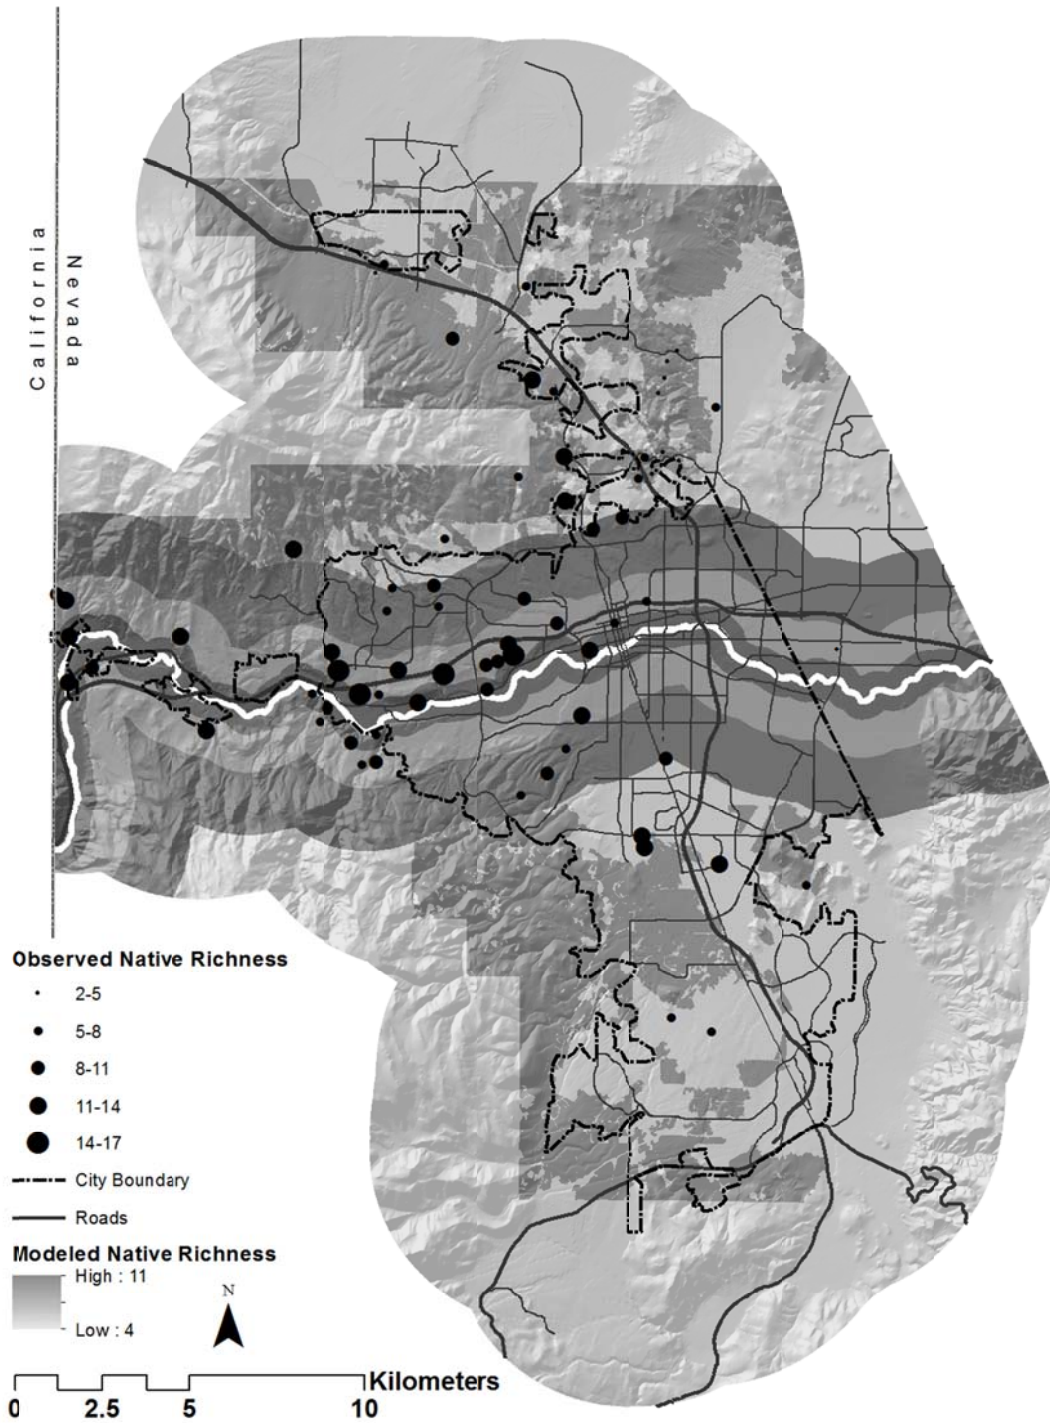 California
Nevada
Observed Native Richness
2-5
5-8
8-11
11-14
14-17
City Boundary
Roads
Modeled Native Richness
High : 11
Low : 4
N
Kilometers
0 2.5 5 10